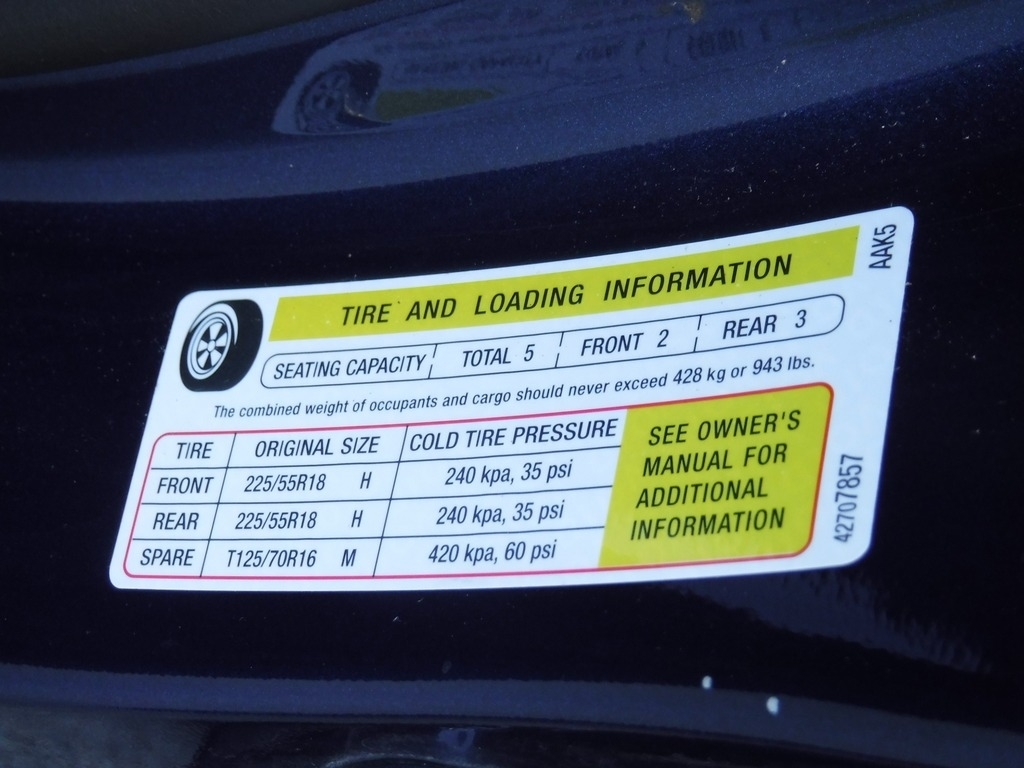 TIRE AND LOADING INFORMATION
AAK5
SEATING CAPACITY TOTAL 5 FRONT 2 REAR 3
The combined weight of occupants and cargo should never exceed 428 kg or 943 lbs.
TIRE ORIGINAL SIZE COLD TIRE PRESSURE
FRONT 225/55R18 H 240 kpa, 35 psi
REAR 225/55R18 H 240 kpa, 35 psi
SPARE T125/70R16 M 420 kpa, 60 psi
SEE OWNER'S
MANUAL FOR
ADDITIONAL
INFORMATION
42707857